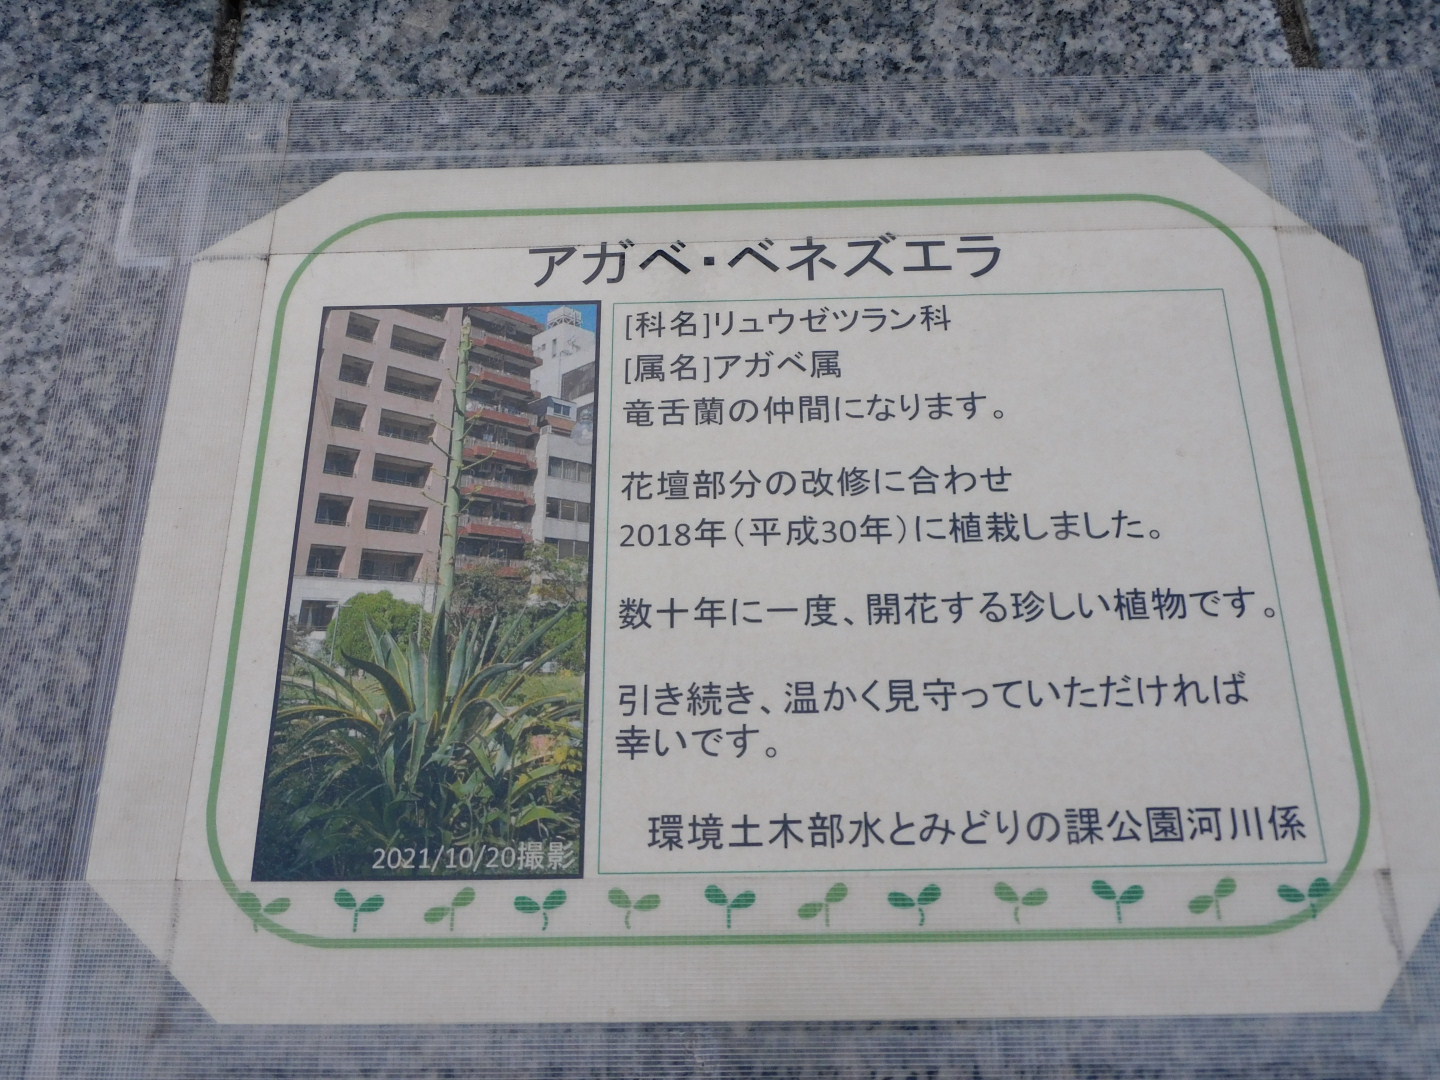 アガベ・ベネズエラ
[科名]リュウゼツラン科
[属名]アガベ属
竜舌蘭の仲間になります。
花壇部分の改修に合わせ
2018年(平成30年)に植栽しました。
数十年に一度、開花する珍しい植物です。
引き続き、温かく見守っていただければ
幸いです。
環境土木部水とみどりの課公園河川係
2021/10/20撮影